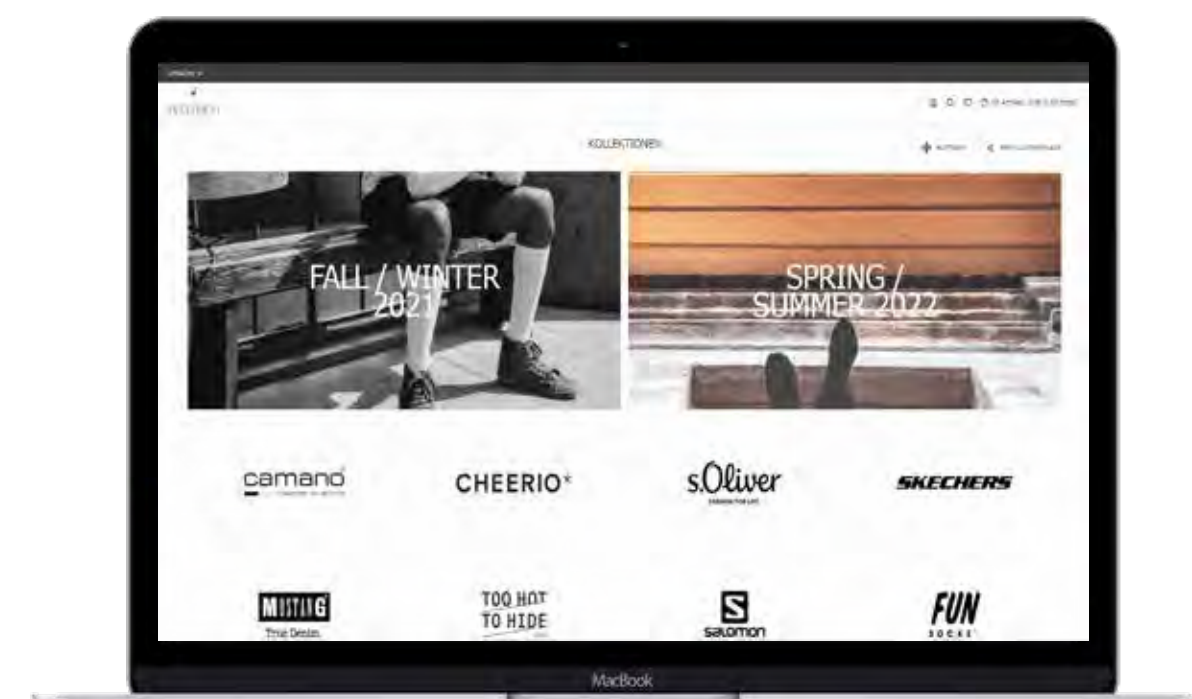 KOLLEKTIONEN
FALL / WINTER
2021
SPRING /
SUMMER 2022
camano
CHEERIO*
s.Oliver
SKECHERS
MUSTANG
True Denim.
TOO HOT
TO HIDE
salomon
FUN
SOCKS
MacBook